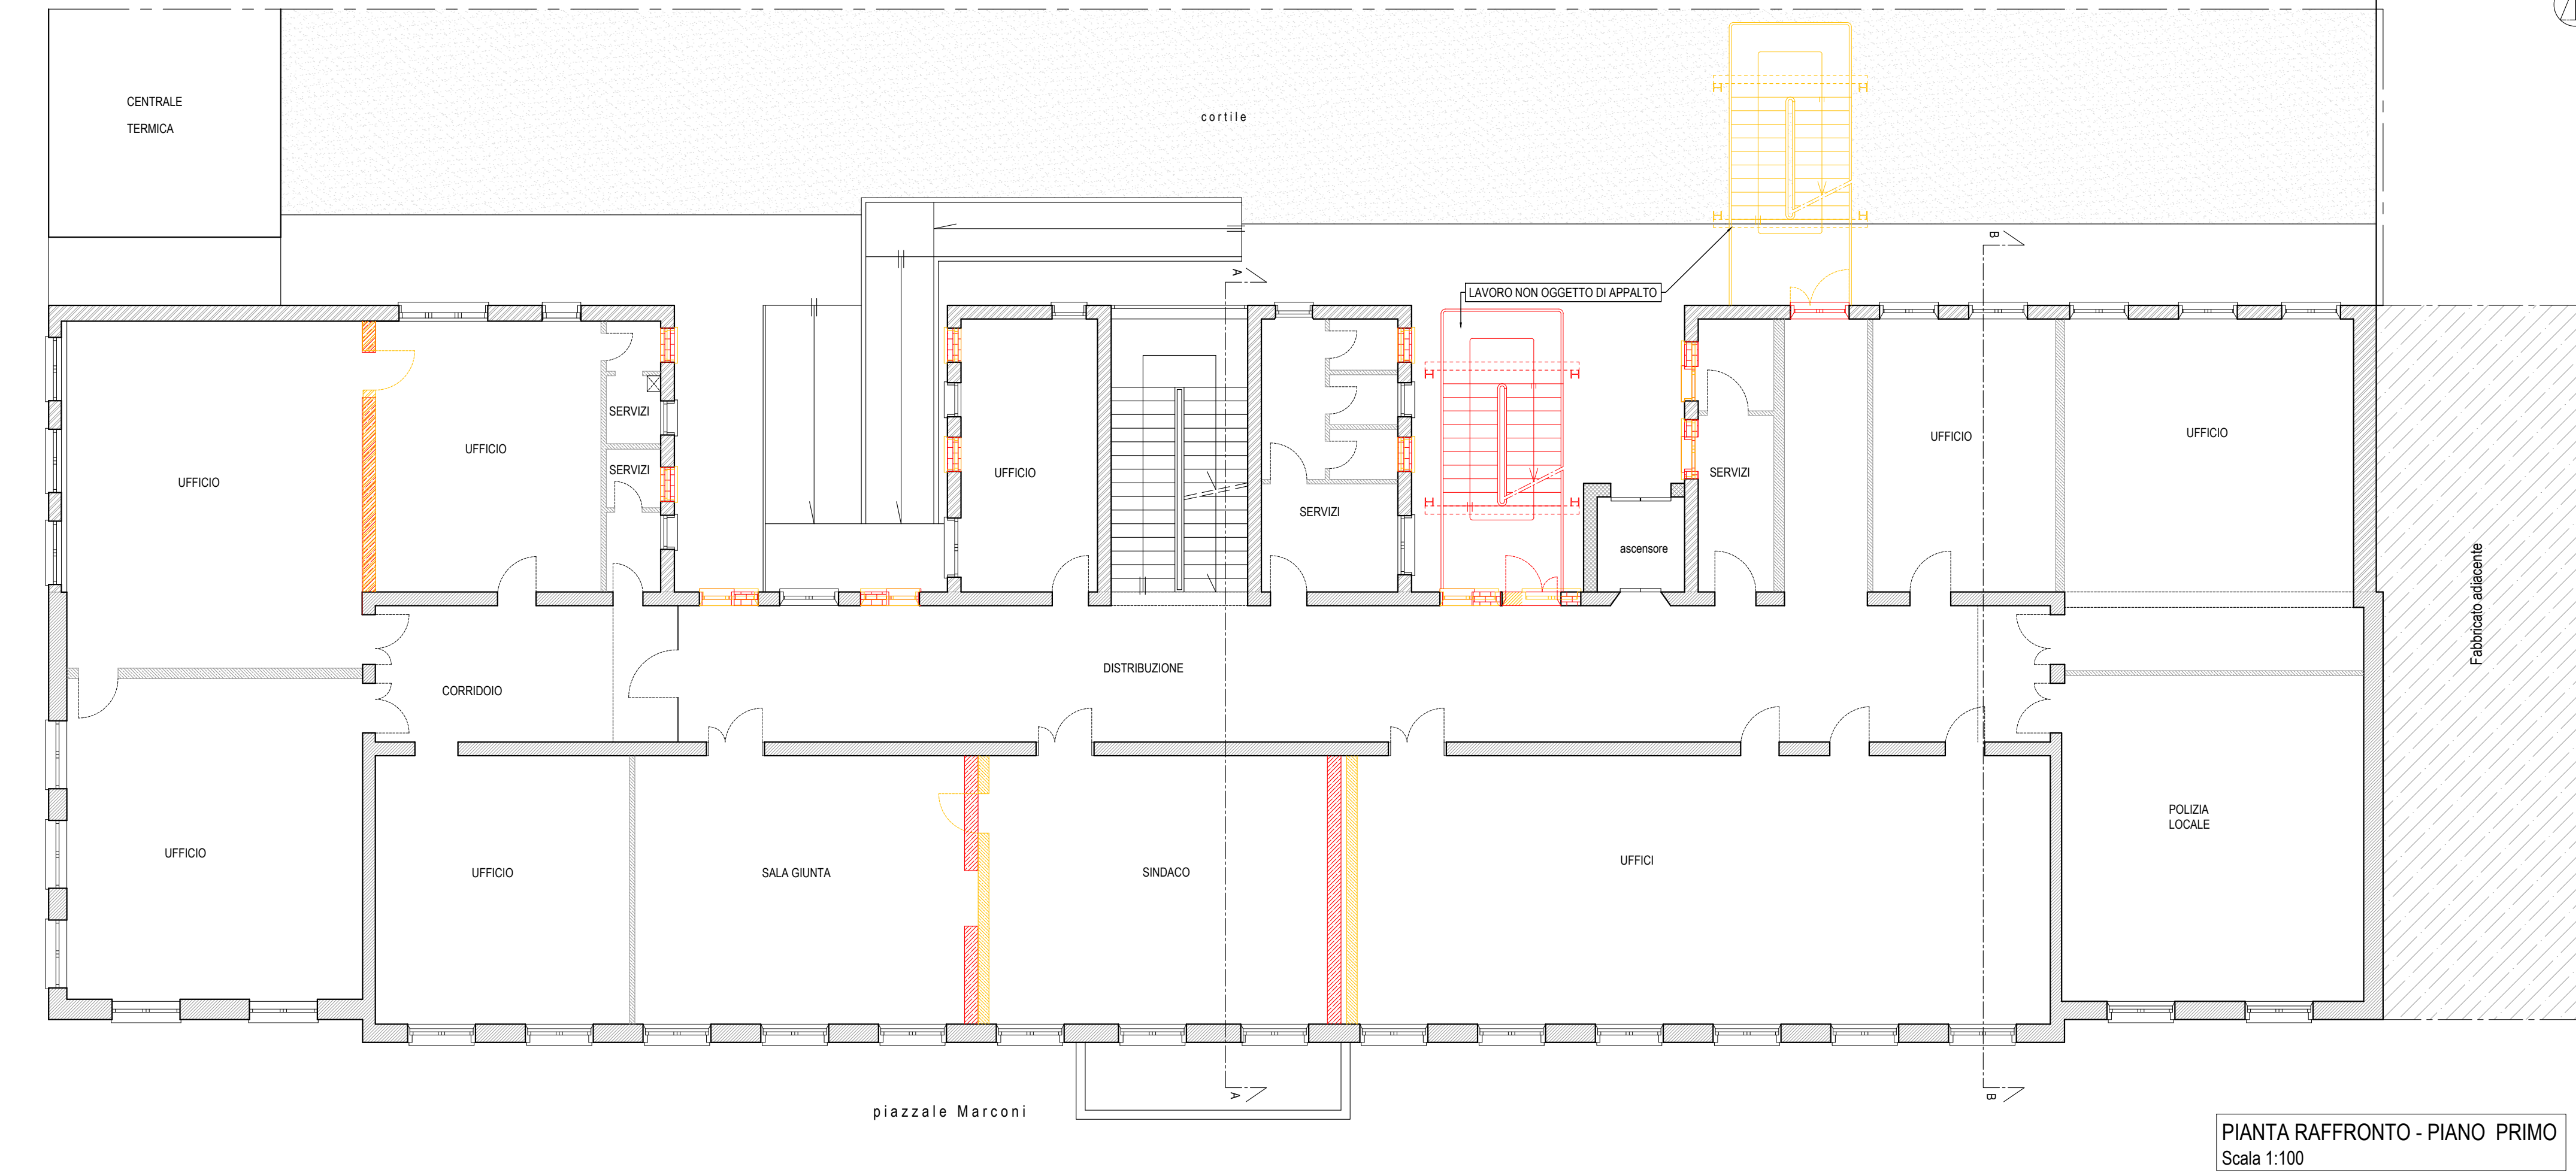 CENTRALE
TERMICA
cortile
B
A
LAVORO NON OGGETTO DI APPALTO
SERVIZI
UFFICIO
UFFICIO
UFFICIO
UFFICIO
SERVIZI
SERVIZI
UFFICIO
UFFICIO
SERVIZI
ascensore
Fabbricato adiacente
DISTRIBUZIONE
CORRIDOIO
POLIZIA
LOCALE
UFFICIO
UFFICIO
SALA GIUNTA
SINDACO
UFFICI
A
B
piazzale Marconi
PIANTA RAFFRONTO - PIANO PRIMO
Scala 1:100